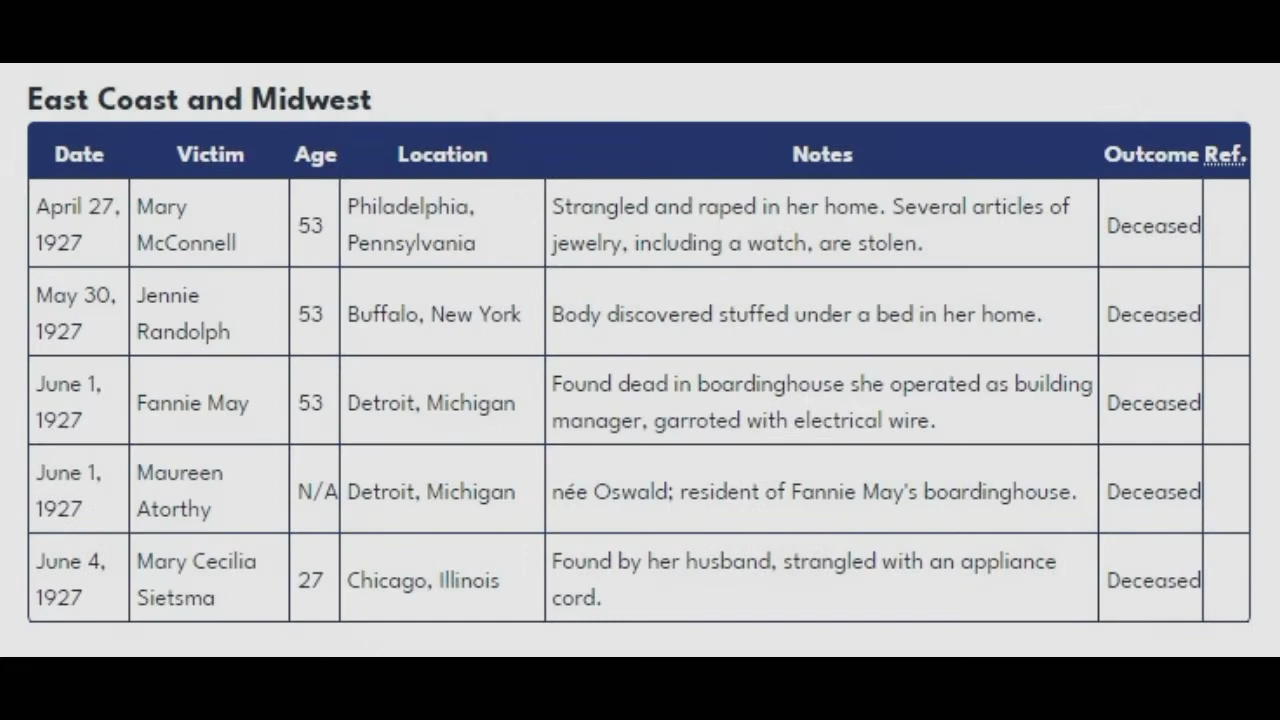 East Coast and Midwest
Date Victim Age Location Notes Outcome Ref.
April 27, 1927 Mary McConnell 53 Philadelphia, Pennsylvania Strangled and raped in her home. Several articles of jewelry, including a watch, are stolen. Deceased
May 30, 1927 Jennie Randolph 53 Buffalo, New York Body discovered stuffed under a bed in her home. Deceased
June 1, 1927 Fannie May 53 Detroit, Michigan Found dead in boardinghouse she operated as building manager, garroted with electrical wire. Deceased
June 1, 1927 Maureen Atorthy N/A Detroit, Michigan née Oswald; resident of Fannie May's boardinghouse. Deceased
June 4, 1927 Mary Cecilia Sietsma 27 Chicago, Illinois Found by her husband, strangled with an appliance cord. Deceased